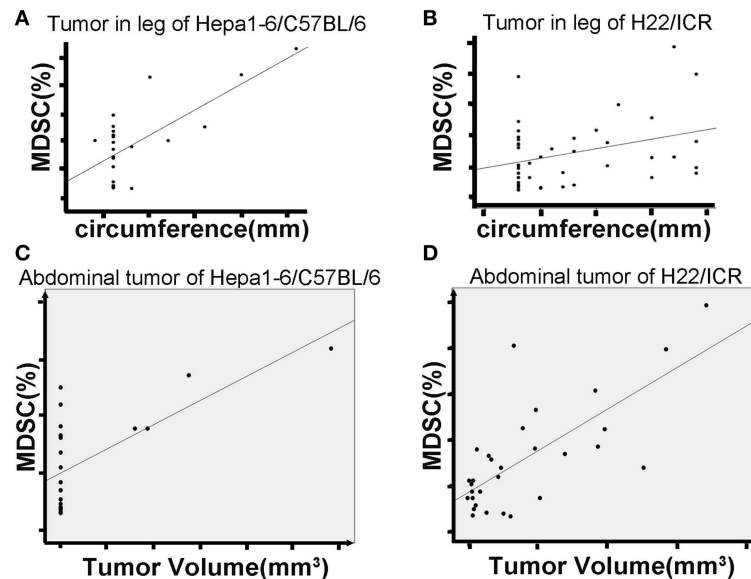 A
Tumor in leg of Hepa1-6/C57BL/6
MDSC(%)
circumference(mm)
B
Tumor in leg of H22/ICR
MDSC(%)
circumference(mm)
C
Abdominal tumor of Hepa1-6/C57BL/6
MDSC(%)
Tumor Volume(mm³)
D
Abdominal tumor of H22/ICR
MDSC(%)
Tumor Volume(mm³)